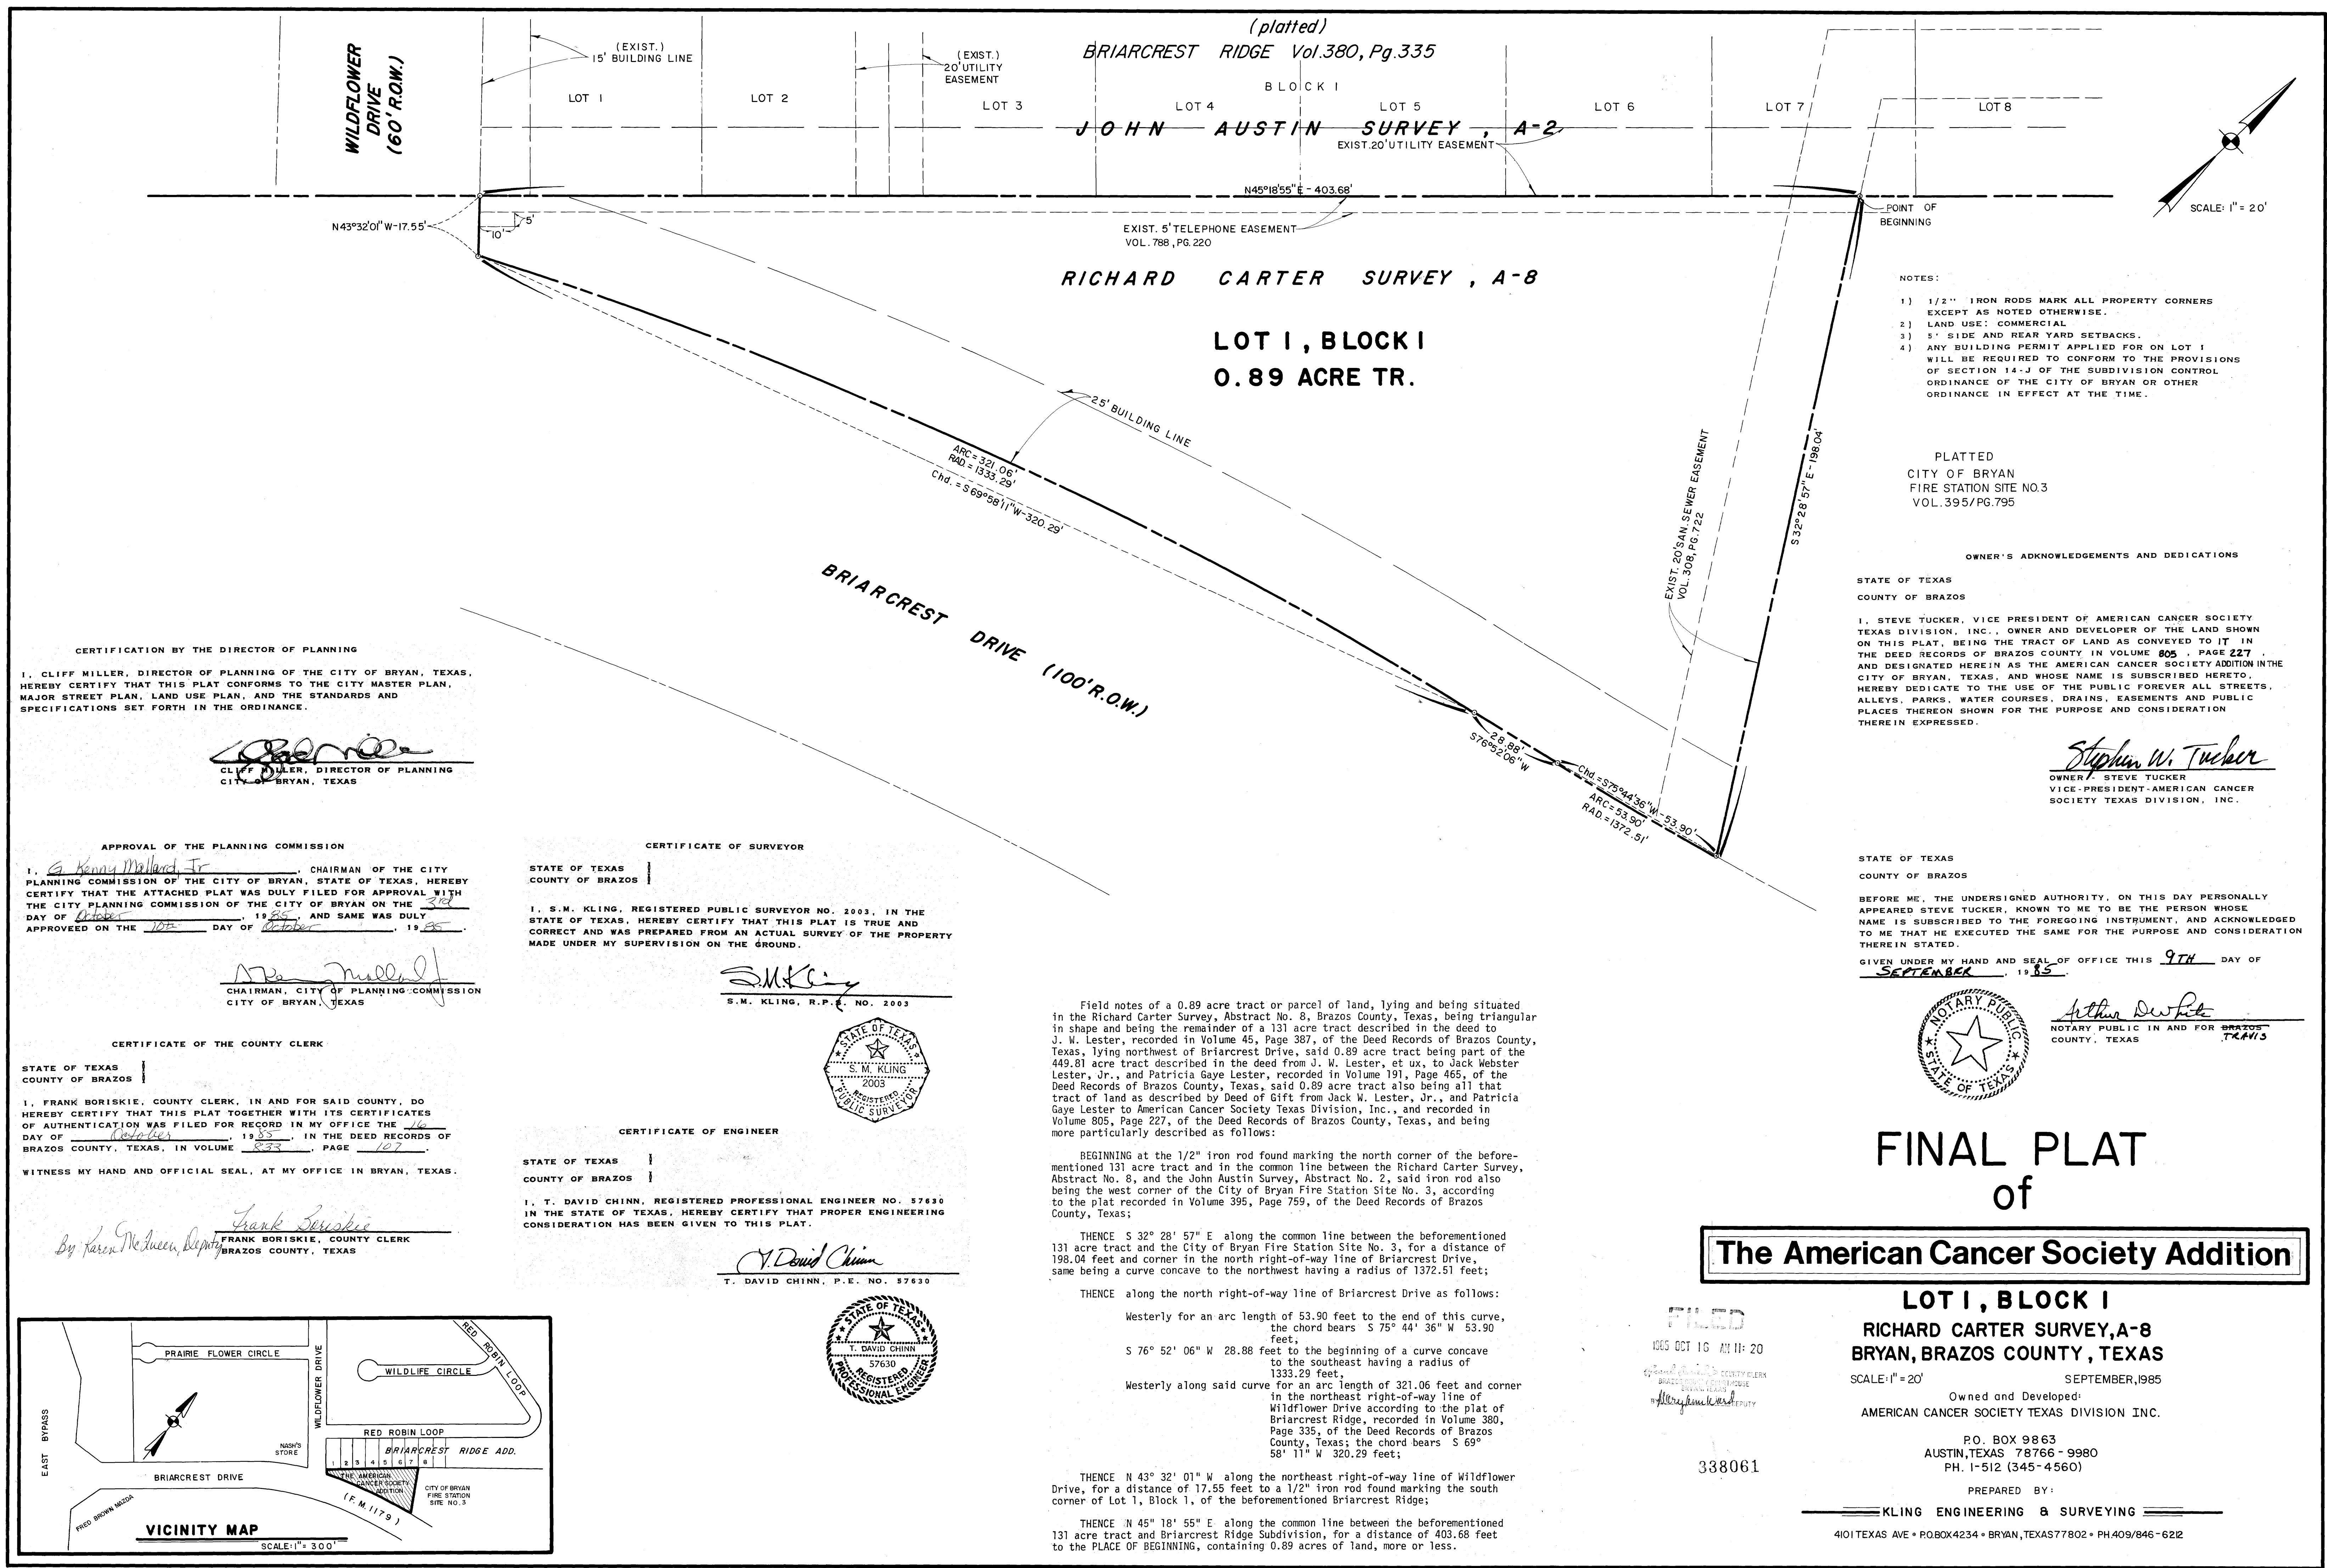 (platted)
BRIARCREST RIDGE Vol.380, Pg.335
BLOCK 1
WILDFLOWER
DRIVE
(60' R.O.W.)
(EXIST.)
15' BUILDING LINE
(EXIST.)
20' UTILITY
EASEMENT
LOT 1
LOT 2
LOT 3
LOT 4
LOT 5
LOT 6
LOT 7
LOT 8
JOHN AUSTIN SURVEY, A-2
EXIST. 20' UTILITY EASEMENT
N45°18'55"E - 403.68'
N43°32'01"W-17.55'
5'
10'
EXIST. 5' TELEPHONE EASEMENT
VOL. 788, PG. 220
POINT OF
BEGINNING
SCALE: 1" = 20'
RICHARD CARTER SURVEY, A-8
LOT 1, BLOCK 1
0.89 ACRE TR.
25' BUILDING LINE
ARC = 321.06'
RAD. = 1333.29'
Chd. = S69°58'11"W-320.29'
BRIARCREST DRIVE (100' R.O.W.)
EXIST. 20' SAN. SEWER EASEMENT
VOL. 308, PG. 722
S32°28'57"E-198.04'
28.88'
S76°52'06"W
Chd. = S75°44'36"W-53.90'
ARC = 53.90'
RAD. = 1372.51'
NOTES:
1) 1/2" IRON RODS MARK ALL PROPERTY CORNERS
EXCEPT AS NOTED OTHERWISE.
2) LAND USE: COMMERCIAL
3) 5' SIDE AND REAR YARD SETBACKS.
4) ANY BUILDING PERMIT APPLIED FOR ON LOT 1
WILL BE REQUIRED TO CONFORM TO THE PROVISIONS
OF SECTION 14-J OF THE SUBDIVISION CONTROL
ORDINANCE OF THE CITY OF BRYAN OR OTHER
ORDINANCE IN EFFECT AT THE TIME.
PLATTED
CITY OF BRYAN
FIRE STATION SITE NO.3
VOL.395/PG.795
OWNER'S ADKNOWLEDGEMENTS AND DEDICATIONS
STATE OF TEXAS
COUNTY OF BRAZOS
I, STEVE TUCKER, VICE PRESIDENT OF AMERICAN CANCER SOCIETY
TEXAS DIVISION, INC., OWNER AND DEVELOPER OF THE LAND SHOWN
ON THIS PLAT, BEING THE TRACT OF LAND AS CONVEYED TO IT IN
THE DEED RECORDS OF BRAZOS COUNTY IN VOLUME 805, PAGE 227,
AND DESIGNATED HEREIN AS THE AMERICAN CANCER SOCIETY ADDITION IN THE
CITY OF BRYAN, TEXAS, AND WHOSE NAME IS SUBSCRIBED HERETO,
HEREBY DEDICATE TO THE USE OF THE PUBLIC FOREVER ALL STREETS,
ALLEYS, PARKS, WATER COURSES, DRAINS, EASEMENTS AND PUBLIC
PLACES THEREON SHOWN FOR THE PURPOSE AND CONSIDERATION
THEREIN EXPRESSED.
Stephen W. Tucker
OWNER - STEVE TUCKER
VICE-PRESIDENT-AMERICAN CANCER
SOCIETY TEXAS DIVISION, INC.
STATE OF TEXAS
COUNTY OF BRAZOS
BEFORE ME, THE UNDERSIGNED AUTHORITY, ON THIS DAY PERSONALLY
APPEARED STEVE TUCKER, KNOWN TO ME TO BE THE PERSON WHOSE
NAME IS SUBSCRIBED TO THE FOREGOING INSTRUMENT, AND ACKNOWLEDGED
TO ME THAT HE EXECUTED THE SAME FOR THE PURPOSE AND CONSIDERATION
THEREIN STATED.
GIVEN UNDER MY HAND AND SEAL OF OFFICE THIS 9TH DAY OF
SEPTEMBER, 1985.
NOTARY PUBLIC
STATE OF TEXAS
Arthur DeWhite
NOTARY PUBLIC IN AND FOR BRAZOS
TRAVIS
COUNTY, TEXAS
CERTIFICATION BY THE DIRECTOR OF PLANNING
I, CLIFF MILLER, DIRECTOR OF PLANNING OF THE CITY OF BRYAN, TEXAS,
HEREBY CERTIFY THAT THIS PLAT CONFORMS TO THE CITY MASTER PLAN,
MAJOR STREET PLAN, LAND USE PLAN, AND THE STANDARDS AND
SPECIFICATIONS SET FORTH IN THE ORDINANCE.
CLIFF MILLER, DIRECTOR OF PLANNING
CITY OF BRYAN, TEXAS
APPROVAL OF THE PLANNING COMMISSION
I, G. Kenny Mallard, Jr, CHAIRMAN OF THE CITY
PLANNING COMMISSION OF THE CITY OF BRYAN, STATE OF TEXAS, HEREBY
CERTIFY THAT THE ATTACHED PLAT WAS DULY FILED FOR APPROVAL WITH
THE CITY PLANNING COMMISSION OF THE CITY OF BRYAN ON THE 3rd
DAY OF October, 1985, AND SAME WAS DULY
APPROVEED ON THE 10th DAY OF October, 1985.
CHAIRMAN, CITY OF PLANNING COMMISSION
CITY OF BRYAN, TEXAS
CERTIFICATE OF THE COUNTY CLERK
STATE OF TEXAS
COUNTY OF BRAZOS
I, FRANK BORISKIE, COUNTY CLERK, IN AND FOR SAID COUNTY, DO
HEREBY CERTIFY THAT THIS PLAT TOGETHER WITH ITS CERTIFICATES
OF AUTHENTICATION WAS FILED FOR RECORD IN MY OFFICE THE 16
DAY OF October, 1985, IN THE DEED RECORDS OF
BRAZOS COUNTY, TEXAS, IN VOLUME 833, PAGE 107.
WITNESS MY HAND AND OFFICIAL SEAL, AT MY OFFICE IN BRYAN, TEXAS.
Frank Boriskie
By: Karen McQueen, Deputy
FRANK BORISKIE, COUNTY CLERK
BRAZOS COUNTY, TEXAS
CERTIFICATE OF SURVEYOR
STATE OF TEXAS
COUNTY OF BRAZOS
I, S.M. KLING, REGISTERED PUBLIC SURVEYOR NO. 2003, IN THE
STATE OF TEXAS, HEREBY CERTIFY THAT THIS PLAT IS TRUE AND
CORRECT AND WAS PREPARED FROM AN ACTUAL SURVEY OF THE PROPERTY
MADE UNDER MY SUPERVISION ON THE GROUND.
S.M. Kling
S.M. KLING, R.P.S. NO. 2003
STATE OF TEXAS
S. M. KLING
2003
REGISTERED
PUBLIC SURVEYOR
CERTIFICATE OF ENGINEER
STATE OF TEXAS
COUNTY OF BRAZOS
I, T. DAVID CHINN, REGISTERED PROFESSIONAL ENGINEER NO. 57630
IN THE STATE OF TEXAS, HEREBY CERTIFY THAT PROPER ENGINEERING
CONSIDERATION HAS BEEN GIVEN TO THIS PLAT.
T. David Chinn
T. DAVID CHINN, P.E. NO. 57630
STATE OF TEXAS
T. DAVID CHINN
57630
REGISTERED
PROFESSIONAL ENGINEER
Field notes of a 0.89 acre tract or parcel of land, lying and being situated
in the Richard Carter Survey, Abstract No. 8, Brazos County, Texas, being triangular
in shape and being the remainder of a 131 acre tract described in the deed to
J. W. Lester, recorded in Volume 45, Page 387, of the Deed Records of Brazos County,
Texas, lying northwest of Briarcrest Drive, said 0.89 acre tract being part of the
449.81 acre tract described in the deed from J. W. Lester, et ux, to Jack Webster
Lester, Jr., and Patricia Gaye Lester, recorded in Volume 191, Page 465, of the
Deed Records of Brazos County, Texas, said 0.89 acre tract also being all that
tract of land as described by Deed of Gift from Jack W. Lester, Jr., and Patricia
Gaye Lester to American Cancer Society Texas Division, Inc., and recorded in
Volume 805, Page 227, of the Deed Records of Brazos County, Texas, and being
more particularly described as follows:
BEGINNING at the 1/2" iron rod found marking the north corner of the before-
mentioned 131 acre tract and in the common line between the Richard Carter Survey,
Abstract No. 8, and the John Austin Survey, Abstract No. 2, said iron rod also
being the west corner of the City of Bryan Fire Station Site No. 3, according
to the plat recorded in Volume 395, Page 759, of the Deed Records of Brazos
County, Texas;
THENCE S 32° 28' 57" E along the common line between the beforementioned
131 acre tract and the City of Bryan Fire Station Site No. 3, for a distance of
198.04 feet and corner in the north right-of-way line of Briarcrest Drive,
same being a curve concave to the northwest having a radius of 1372.51 feet;
THENCE along the north right-of-way line of Briarcrest Drive as follows:
Westerly for an arc length of 53.90 feet to the end of this curve,
the chord bears S 75° 44' 36" W 53.90
feet,
S 76° 52' 06" W 28.88 feet to the beginning of a curve concave
to the southeast having a radius of
1333.29 feet,
Westerly along said curve for an arc length of 321.06 feet and corner
in the northeast right-of-way line of
Wildflower Drive according to the plat of
Briarcrest Ridge, recorded in Volume 380,
Page 335, of the Deed Records of Brazos
County, Texas; the chord bears S 69°
58' 11" W 320.29 feet;
THENCE N 43° 32' 01" W along the northeast right-of-way line of Wildflower
Drive, for a distance of 17.55 feet to a 1/2" iron rod found marking the south
corner of Lot 1, Block 1, of the beforementioned Briarcrest Ridge;
THENCE N 45° 18' 55" E along the common line between the beforementioned
131 acre tract and Briarcrest Ridge Subdivision, for a distance of 403.68 feet
to the PLACE OF BEGINNING, containing 0.89 acres of land, more or less.
FINAL PLAT
of
The American Cancer Society Addition
LOT 1, BLOCK 1
RICHARD CARTER SURVEY, A-8
BRYAN, BRAZOS COUNTY, TEXAS
SCALE: 1" = 20' SEPTEMBER, 1985
Owned and Developed:
AMERICAN CANCER SOCIETY TEXAS DIVISION INC.
P.O. BOX 9863
AUSTIN, TEXAS 78766-9980
PH. 1-512 (345-4560)
PREPARED BY:
KLING ENGINEERING & SURVEYING
4101 TEXAS AVE • P.O. BOX 4234 • BRYAN, TEXAS 77802 • PH. 409/846-6212
FILED
1985 OCT 16 AM 11:20
COUNTY CLERK
BRAZOS COUNTY COURTHOUSE
BRYAN, TEXAS
DEPUTY
338061
EAST BYPASS
PRAIRIE FLOWER CIRCLE
WILDFLOWER DRIVE
WILDLIFE CIRCLE
RED ROBIN LOOP
RED ROBIN LOOP
NASH'S
STORE
BRIARCREST RIDGE ADD.
1 2 3 4 5 6 7 8
BRIARCREST DRIVE
THE AMERICAN
CANCER SOCIETY
ADDITION
CITY OF BRYAN
FIRE STATION
SITE NO. 3
(F.M. 1179)
FRED BROWN MAZDA
VICINITY MAP
SCALE: 1" = 300'